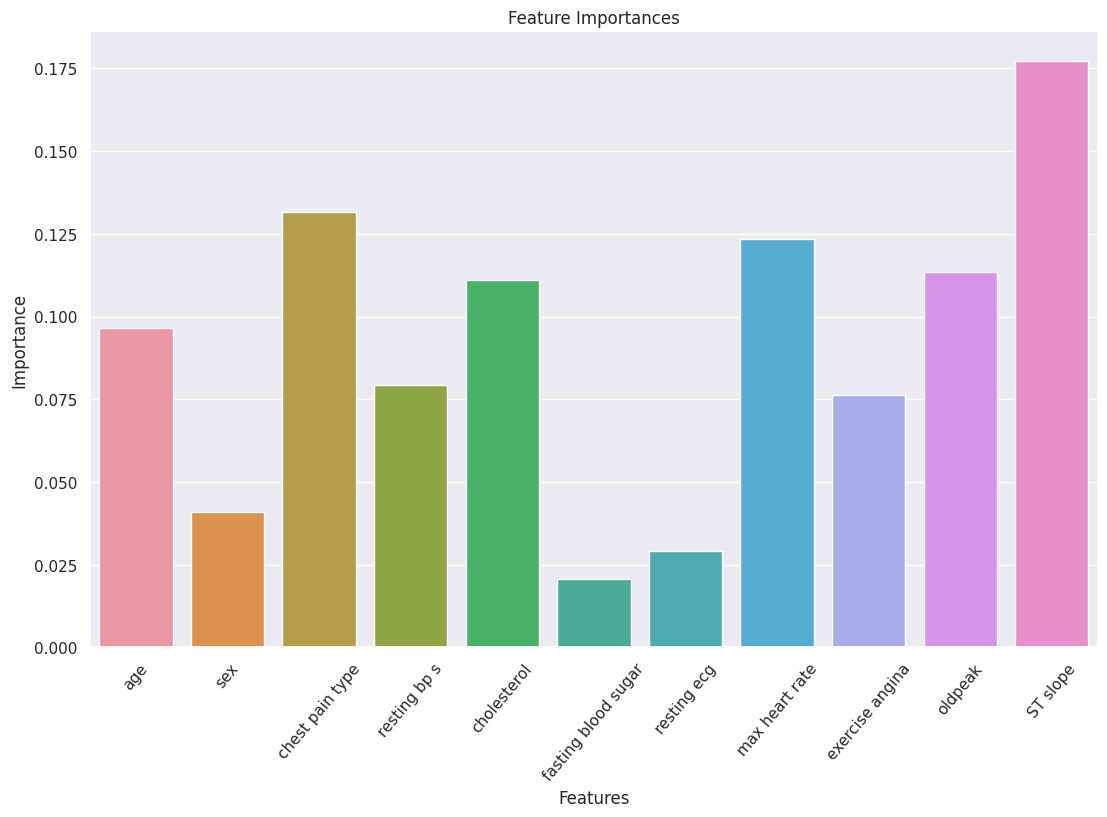 Feature Importances
Importance
0.175
0.150
0.125
0.100
0.075
0.050
0.025
0.000
age
sex
chest pain type
resting bp s
cholesterol
fasting blood sugar
resting ecg
max heart rate
exercise angina
oldpeak
ST slope
Features